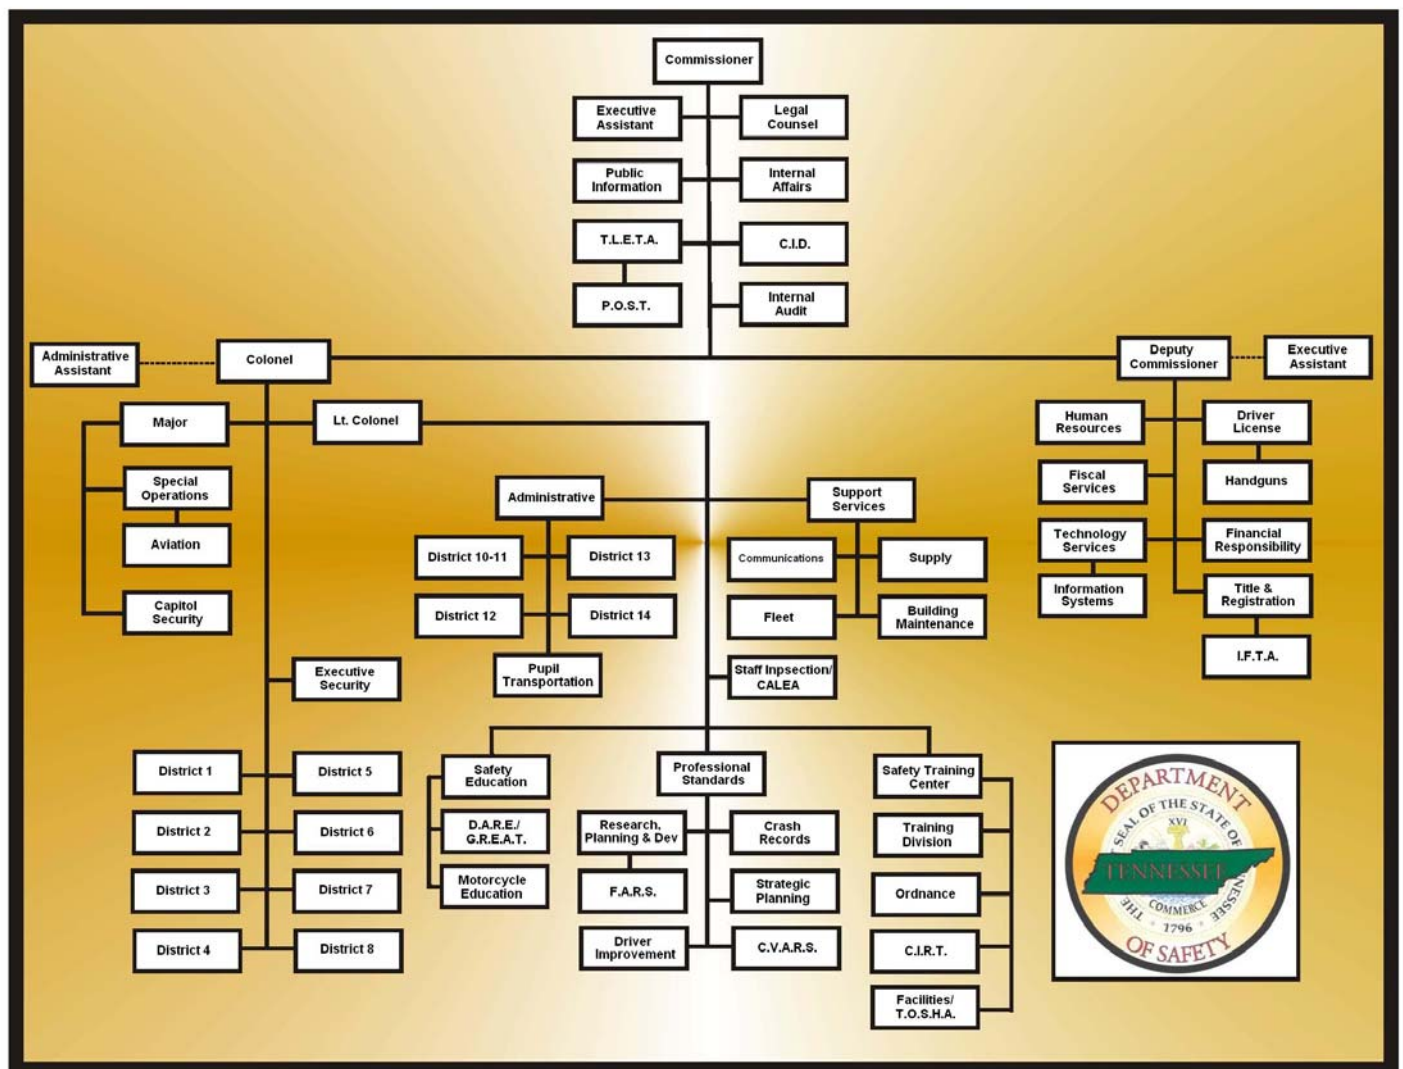 Commissioner
Executive
Assistant
Legal
Counsel
Public
Information
Internal
Affairs
T.L.E.T.A.
C.I.D.
P.O.S.T.
Internal
Audit
Administrative
Assistant
Colonel
Deputy
Commissioner
Executive
Assistant
Major
Lt. Colonel
Human
Resources
Driver
License
Special
Operations
Administrative
Support
Services
Fiscal
Services
Handguns
Aviation
District 10-11
District 13
Communications
Supply
Technology
Services
Financial
Responsibility
Capitol
Security
District 12
District 14
Fleet
Building
Maintenance
Information
Systems
Title &
Registration
Executive
Security
Pupil
Transportation
Staff Inpsection/
CALEA
I.F.T.A.
District 1
District 5
Safety
Education
Professional
Standards
Safety Training
Center
District 2
District 6
D.A.R.E./
G.R.E.A.T.
Research,
Planning & Dev
Crash
Records
Training
Division
District 3
District 7
Motorcycle
Education
F.A.R.S.
Strategic
Planning
Ordnance
District 4
District 8
Driver
Improvement
C.V.A.R.S.
C.I.R.T.
Facilities/
T.O.S.H.A.
DEPARTMENT
OF SAFETY
THE
SEAL OF THE STATE OF
NESSEE
XVI
TENNESSEE
COMMERCE
1796